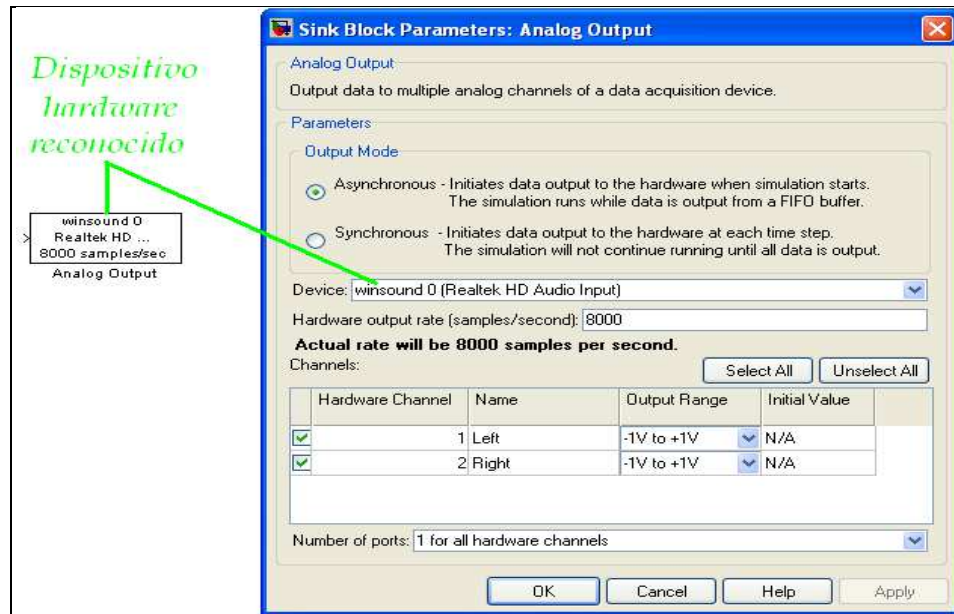 Dispositivo
hardware
reconocido
winsound 0
Realtek HD ...
8000 samples/sec
Analog Output
Sink Block Parameters: Analog Output
Analog Output
Output data to multiple analog channels of a data acquisition device.
Parameters
Output Mode
Asynchronous - Initiates data output to the hardware when simulation starts.
The simulation runs while data is output from a FIFO buffer.
Synchronous - Initiates data output to the hardware at each time step.
The simulation will not continue running until all data is output.
Device: winsound 0 (Realtek HD Audio Input)
Hardware output rate (samples/second): 8000
Actual rate will be 8000 samples per second.
Channels: Select All Unselect All
Hardware Channel Name Output Range Initial Value
1 Left -1V to +1V N/A
2 Right -1V to +1V N/A
Number of ports: 1 for all hardware channels
OK Cancel Help Apply